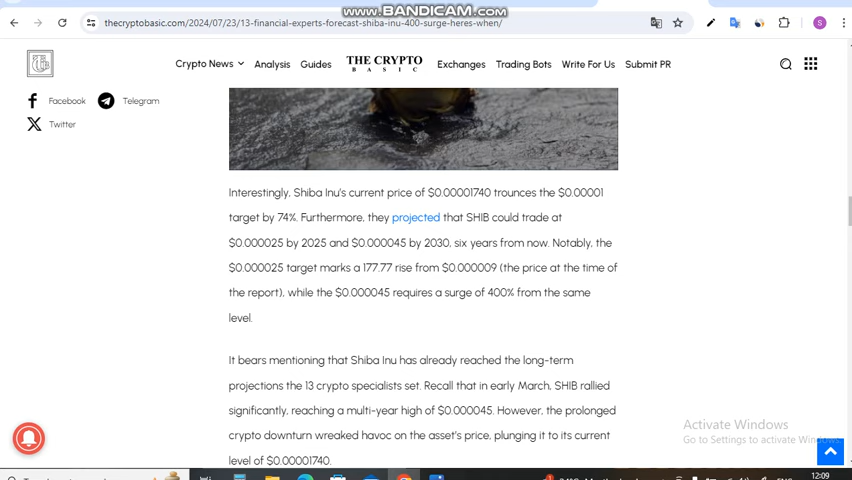 www.BANDICAM.com
thecryptobasic.com/2024/07/23/13-financial-experts-forecast-shiba-inu-400-surge-heres-when/
S
Crypto News Analysis Guides THE CRYPTO BASIC Exchanges Trading Bots Write For Us Submit PR
Facebook Telegram
Twitter
Interestingly, Shiba Inu's current price of $0.00001740 trounces the $0.00001
target by 74%. Furthermore, they projected that SHIB could trade at
$0.000025 by 2025 and $0.000045 by 2030, six years from now. Notably, the
$0.000025 target marks a 177.77 rise from $0.000009 (the price at the time of
the report), while the $0.000045 requires a surge of 400% from the same
level.
It bears mentioning that Shiba Inu has already reached the long-term
projections the 13 crypto specialists set. Recall that in early March, SHIB rallied
significantly, reaching a multi-year high of $0.000045. However, the prolonged
crypto downturn wreaked havoc on the asset's price, plunging it to its current
level of $0.00001740.
Activate Windows
Go to Settings to activate Windows.
12:09